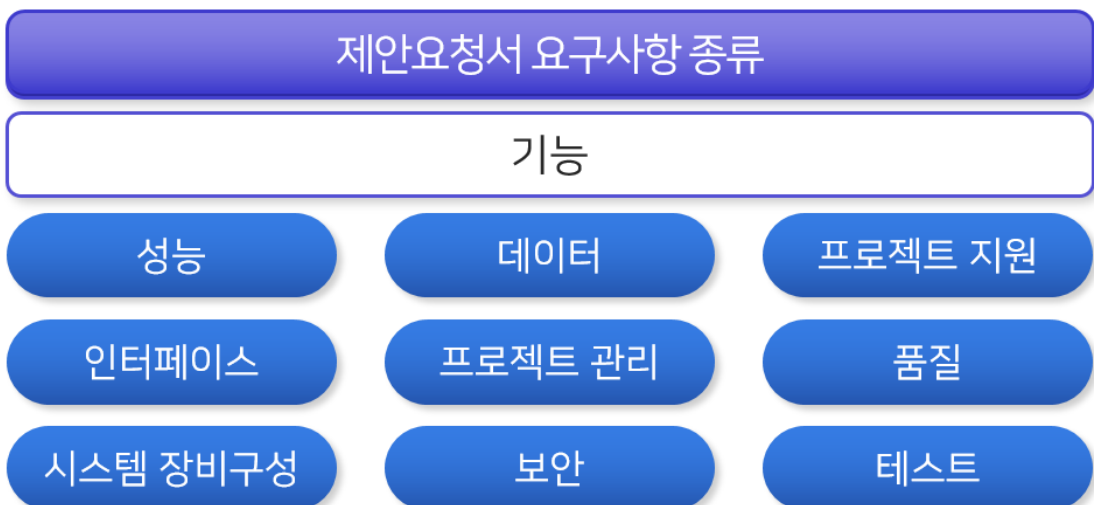 제안요청서 요구사항 종류
기능
성능 데이터 프로젝트 지원
인터페이스 프로젝트 관리 품질
시스템 장비구성 보안 테스트